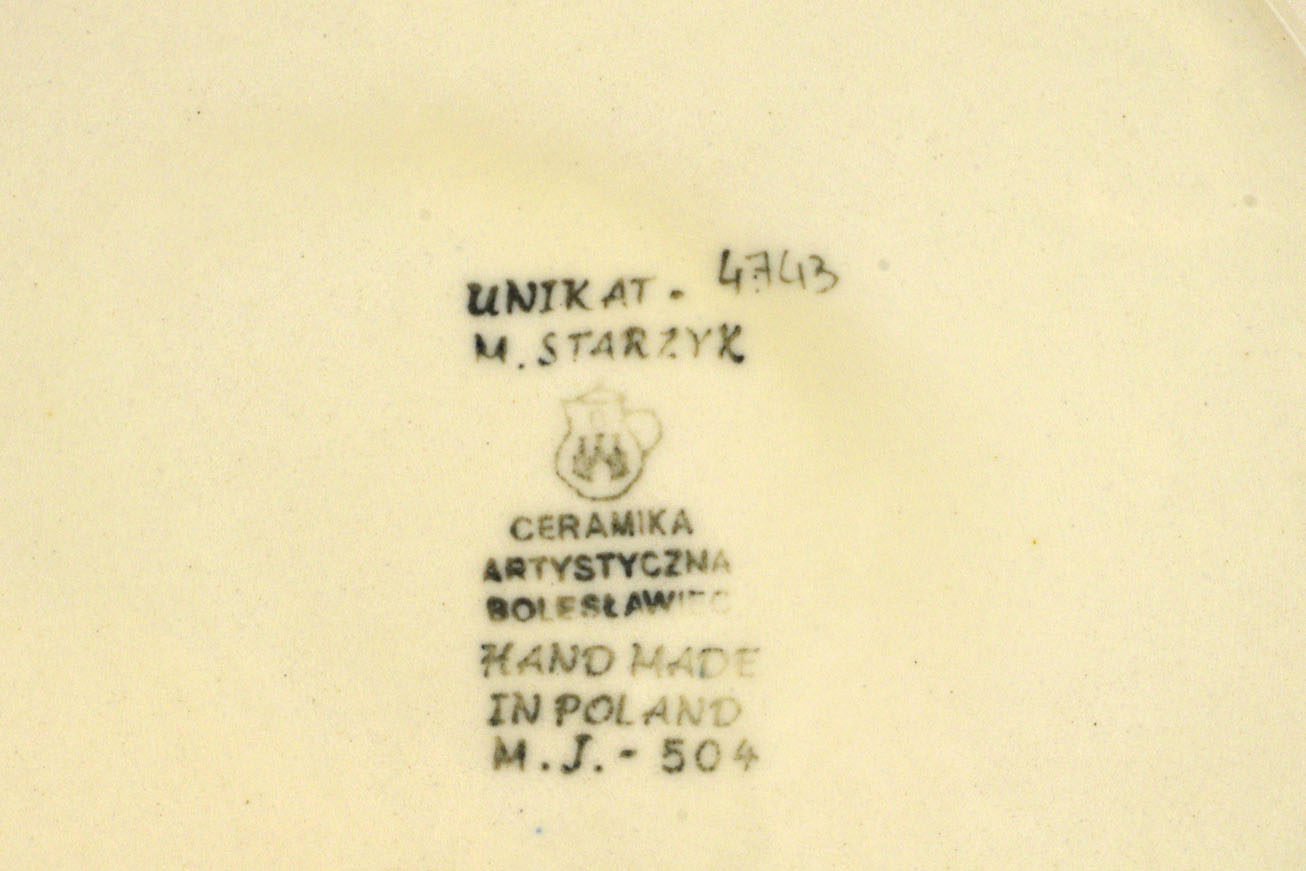 UNIKAT - 4743
M. STARZYK
CERAMIKA
ARTYSTYCZNA
BOLESŁAWIEC
HAND MADE
IN POLAND
M.J. - 504